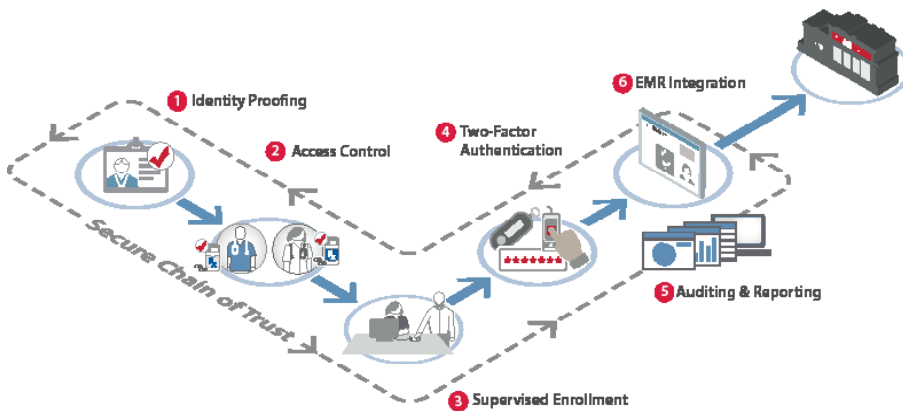 1 Identity Proofing
2 Access Control
3 Supervised Enrollment
4 Two-Factor
Authentication
5 Auditing & Reporting
6 EMR Integration
Secure Chain of Trust
*******